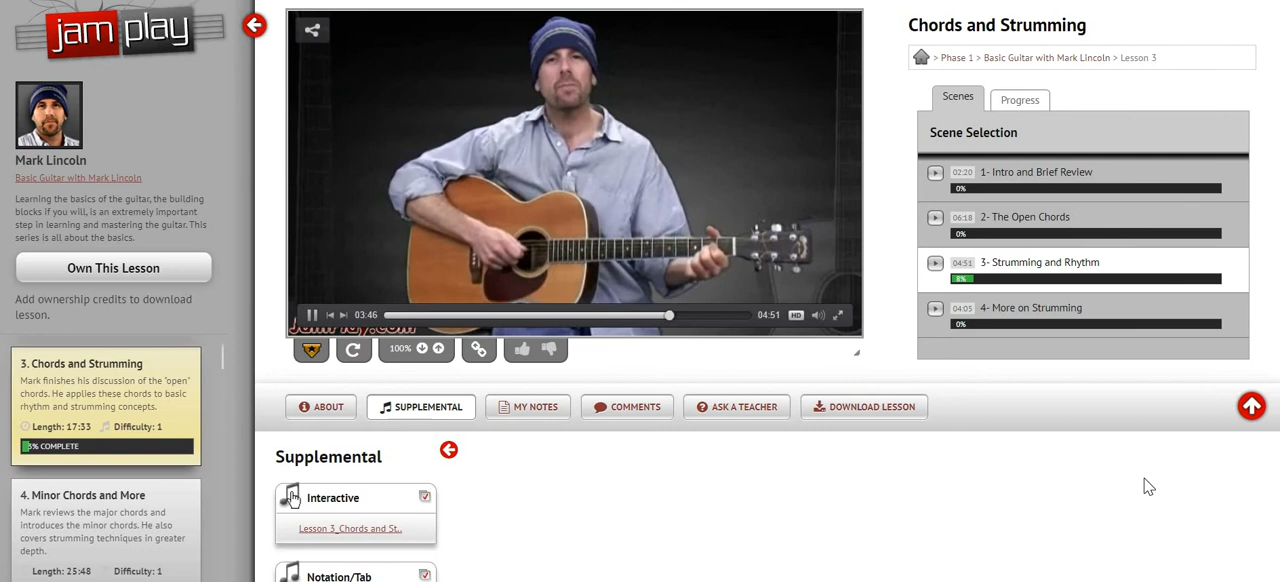 jam play
Mark Lincoln
Basic Guitar with Mark Lincoln
Learning the basics of the guitar, the building
blocks if you will, is an extremely important
step in learning and mastering the guitar. This
series is all about the basics.
Own This Lesson
Add ownership credits to download
lesson.
3. Chords and Strumming
Mark finishes his discussion of the "open"
chords. He applies these chords to basic
rhythm and strumming concepts.
Length: 17:33 Difficulty: 1
% COMPLETE
4. Minor Chords and More
Mark reviews the major chords and
introduces the minor chords. He also
covers strumming techniques in greater
depth.
Length: 25:48 Difficulty: 1
03:46
04:51
HD
100%
Chords and Strumming
> Phase 1 > Basic Guitar with Mark Lincoln > Lesson 3
Scenes
Progress
Scene Selection
02:20 1- Intro and Brief Review
0%
06:18 2- The Open Chords
0%
04:51 3- Strumming and Rhythm
8%
04:05 4- More on Strumming
0%
ABOUT
SUPPLEMENTAL
MY NOTES
COMMENTS
ASK A TEACHER
DOWNLOAD LESSON
Supplemental
Interactive
Lesson 3_Chords and St..
Notation/Tab